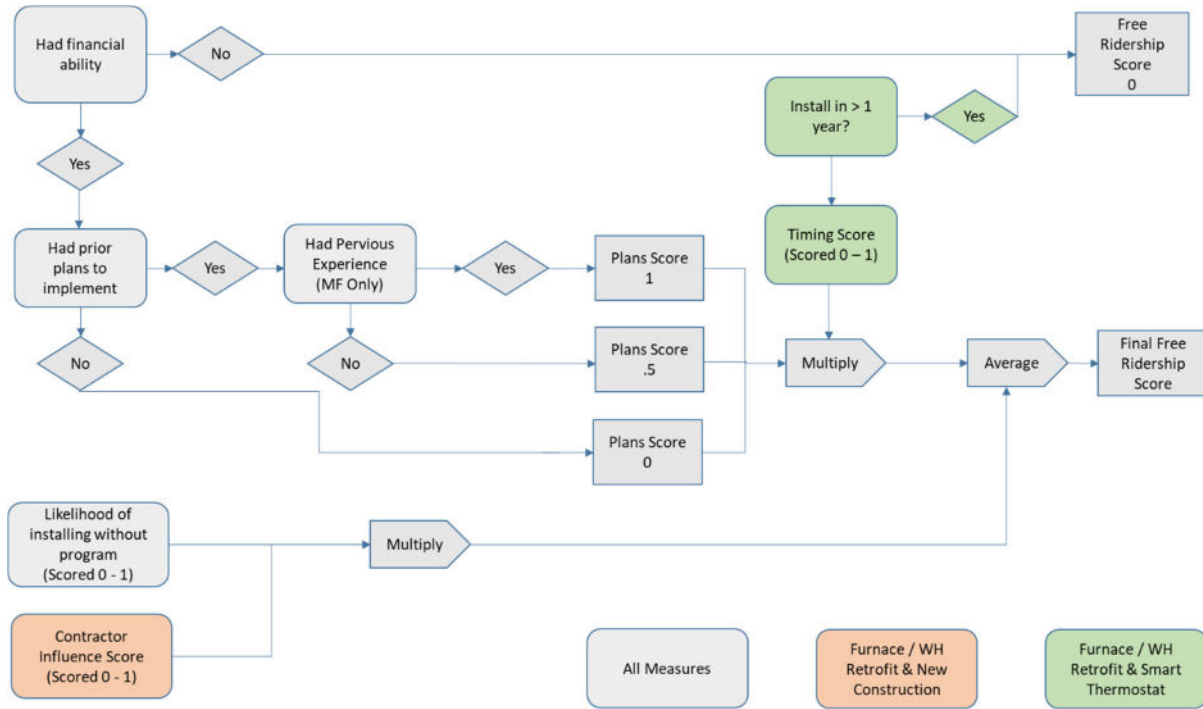 Had financial
ability
No
Free
Ridership
Score
0
Install in > 1
year?
Yes
Yes
Had prior
plans to
implement
Yes
Had Pervious
Experience
(MF Only)
Yes
Plans Score
1
Timing Score
(Scored 0 – 1)
No
No
Plans Score
.5
Multiply
Average
Final Free
Ridership
Score
Plans Score
0
Likelihood of
installing without
program
(Scored 0 - 1)
Multiply
Contractor
Influence Score
(Scored 0 - 1)
All Measures
Furnace / WH
Retrofit & New
Construction
Furnace / WH
Retrofit & Smart
Thermostat